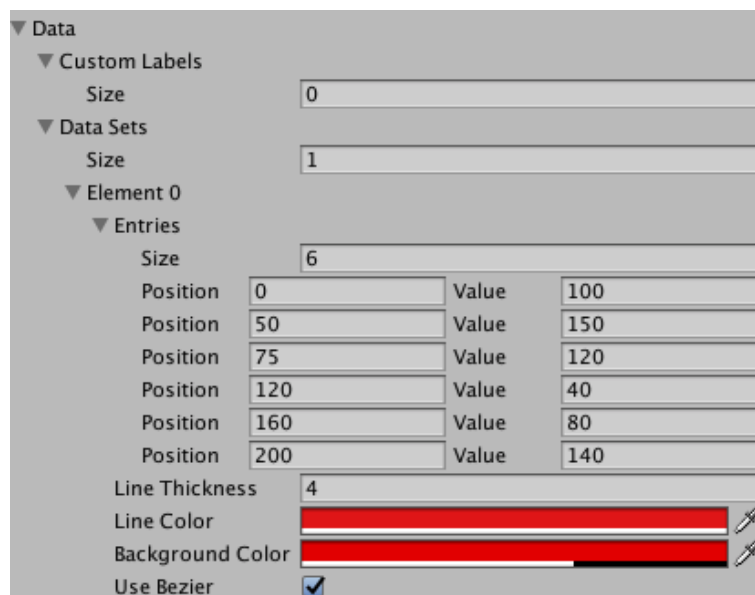 Data
Custom Labels
Size 0
Data Sets
Size 1
Element 0
Entries
Size 6
Position 0 Value 100
Position 50 Value 150
Position 75 Value 120
Position 120 Value 40
Position 160 Value 80
Position 200 Value 140
Line Thickness 4
Line Color
Background Color
Use Bezier